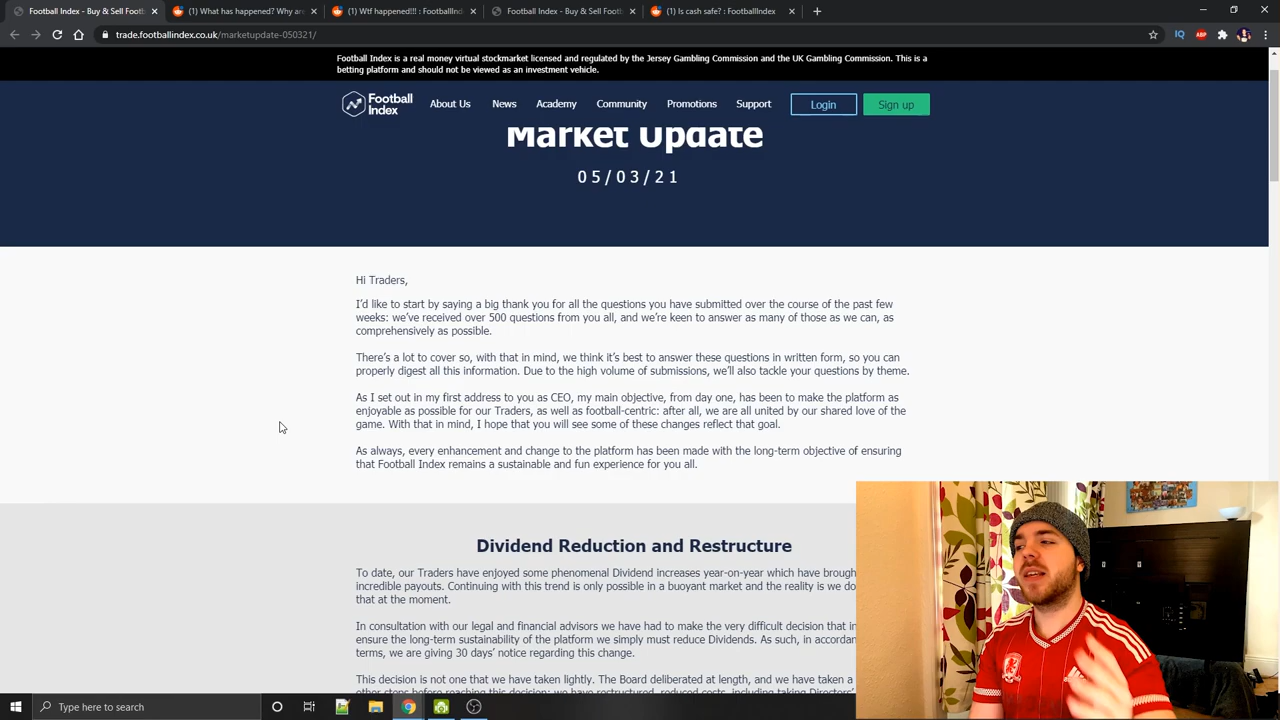 Football Index - Buy & Sell Foot
(1) What has happened? Why are
(1) Wtf happened!!! : FootballInd
Football Index - Buy & Sell Foot
(1) Is cash safe? : FootballIndex
trade.footballindex.co.uk/marketupdate-050321/
IQ
ABP
Football Index is a real money virtual stockmarket licensed and regulated by the Jersey Gambling Commission and the UK Gambling Commission. This is a
betting platform and should not be viewed as an investment vehicle.
Football
Index
About Us
News
Academy
Community
Promotions
Support
Login
Sign up
Market Update
05/03/21
Hi Traders,
I'd like to start by saying a big thank you for all the questions you have submitted over the course of the past few
weeks: we've received over 500 questions from you all, and we're keen to answer as many of those as we can, as
comprehensively as possible.
There's a lot to cover so, with that in mind, we think it's best to answer these questions in written form, so you can
properly digest all this information. Due to the high volume of submissions, we'll also tackle your questions by theme.
As I set out in my first address to you as CEO, my main objective, from day one, has been to make the platform as
enjoyable as possible for our Traders, as well as football-centric: after all, we are all united by our shared love of the
game. With that in mind, I hope that you will see some of these changes reflect that goal.
As always, every enhancement and change to the platform has been made with the long-term objective of ensuring
that Football Index remains a sustainable and fun experience for you all.
Dividend Reduction and Restructure
To date, our Traders have enjoyed some phenomenal Dividend increases year-on-year which have brough
incredible payouts. Continuing with this trend is only possible in a buoyant market and the reality is we do
that at the moment.
In consultation with our legal and financial advisors we have had to make the very difficult decision that in
ensure the long-term sustainability of the platform we simply must reduce Dividends. As such, in accordan
terms, we are giving 30 days' notice regarding this change.
This decision is not one that we have taken lightly. The Board deliberated at length, and we have taken a
other steps before reaching this decision: we have restructured, reduced costs, including taking Directors'
Type here to search